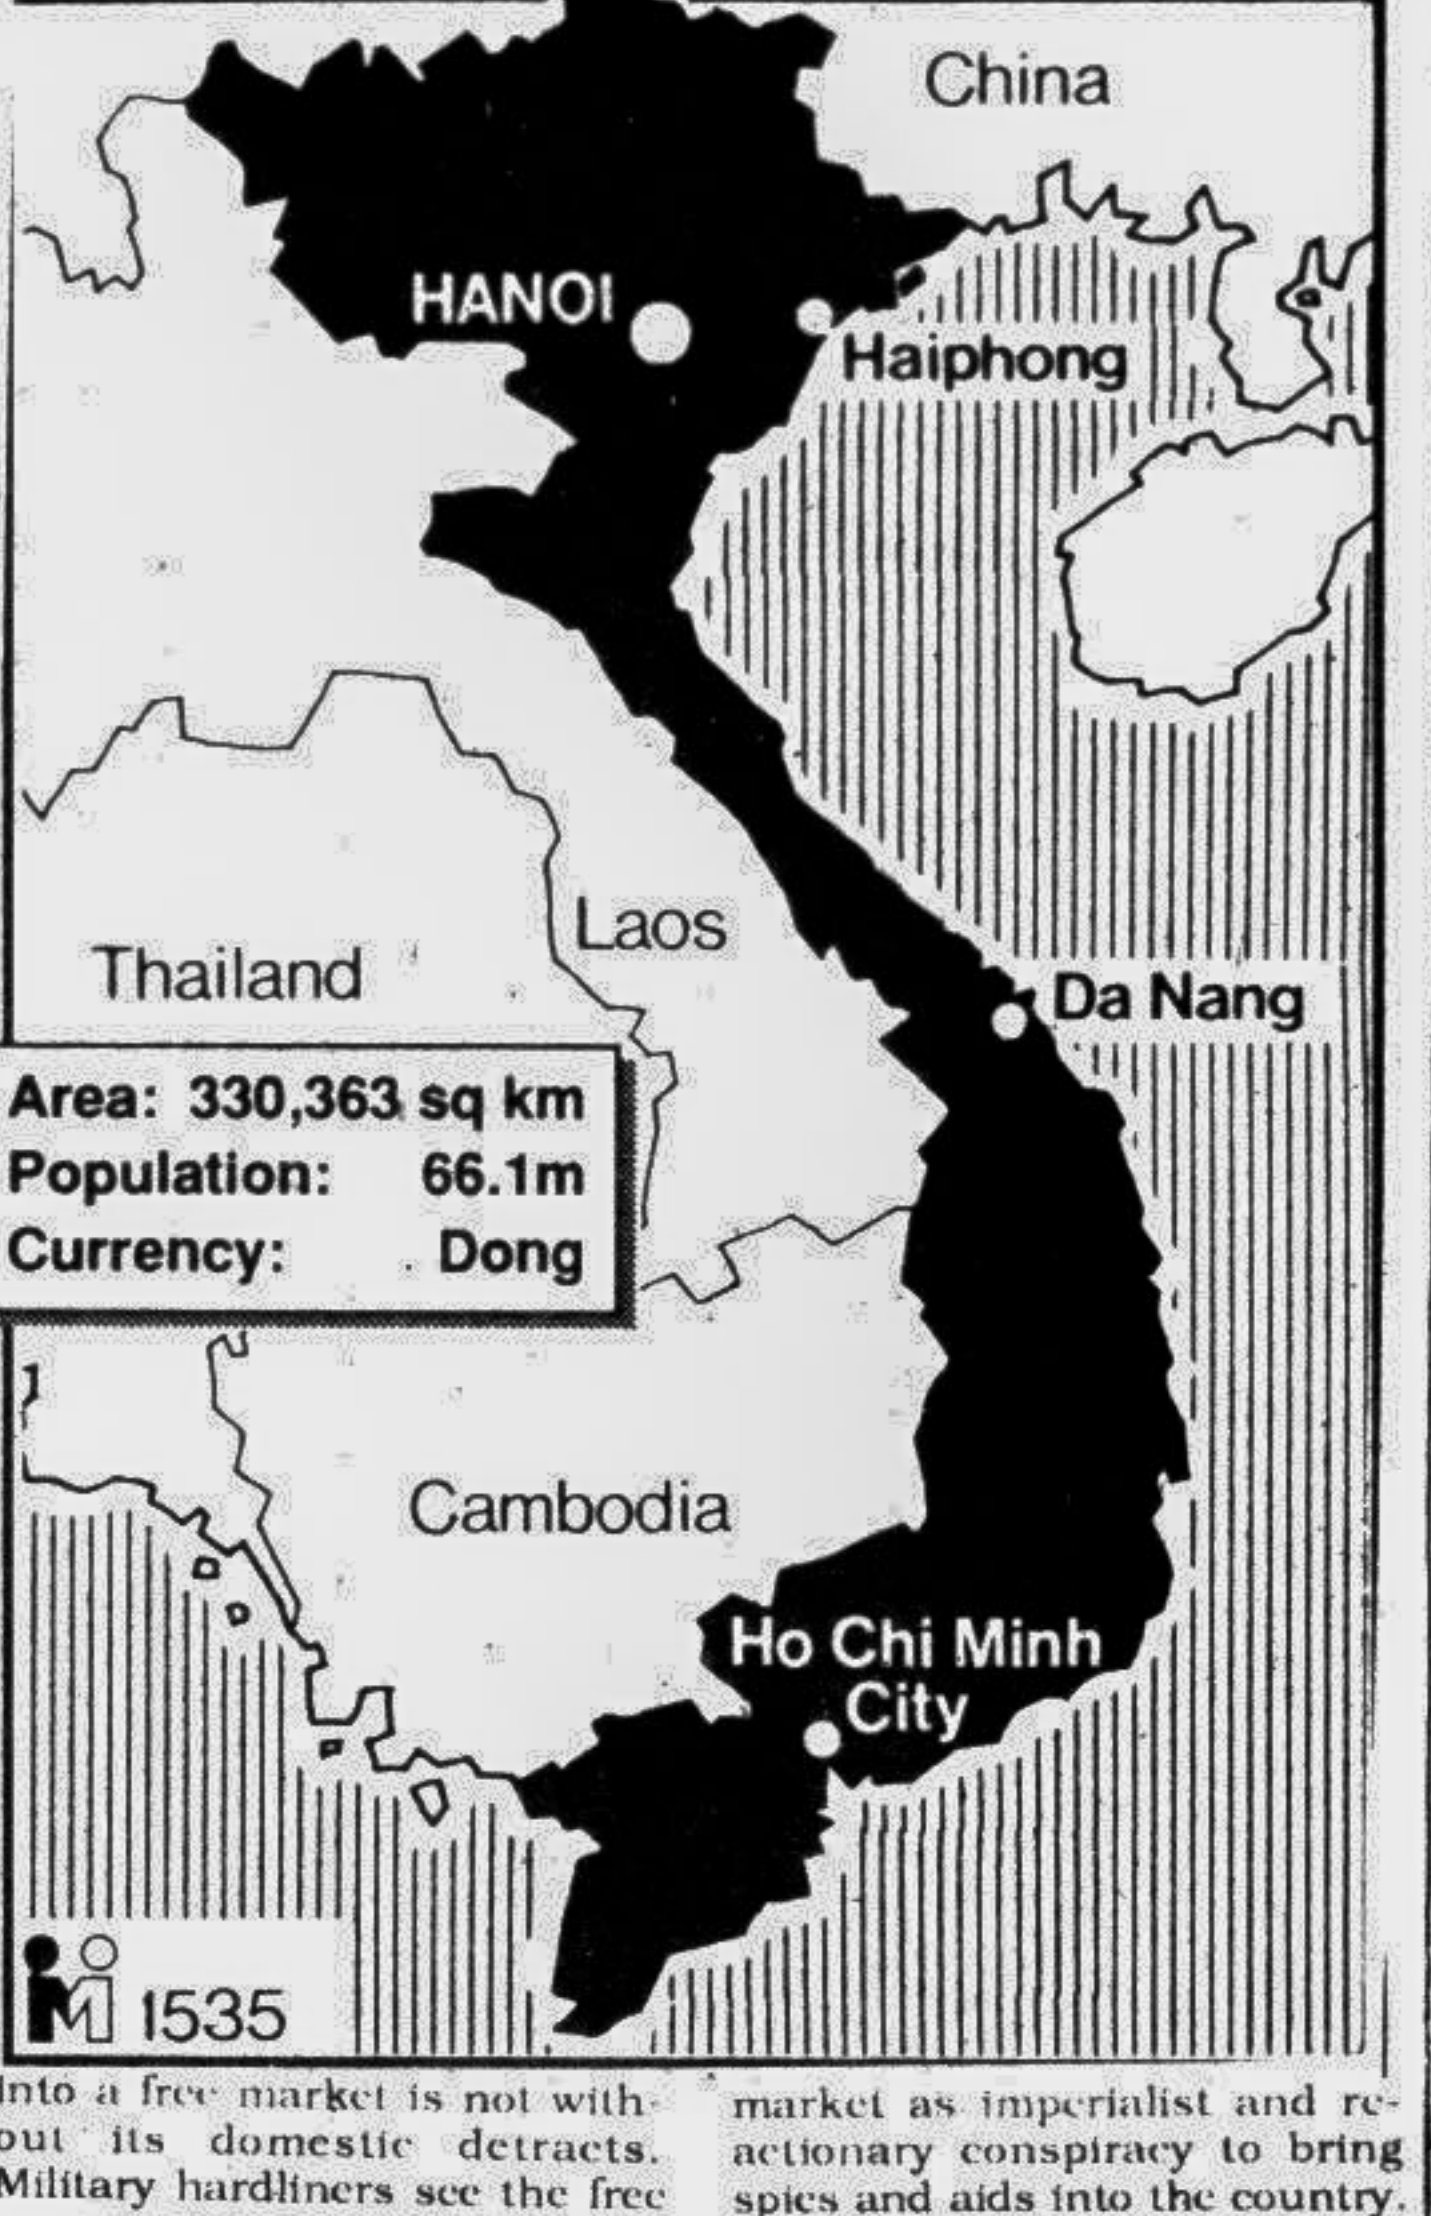 China
HANOI
Haiphong
Laos
Thailand
Da Nang
Area: 330,363 sq km
Population: 66.1m
Currency: Dong
Cambodia
Ho Chi Minh
City
1535
into a free market is not with-
out its domestic detracts.
Military hardliners see the free
market as imperialist and re-
actionary conspiracy to bring
spies and aids into the country.